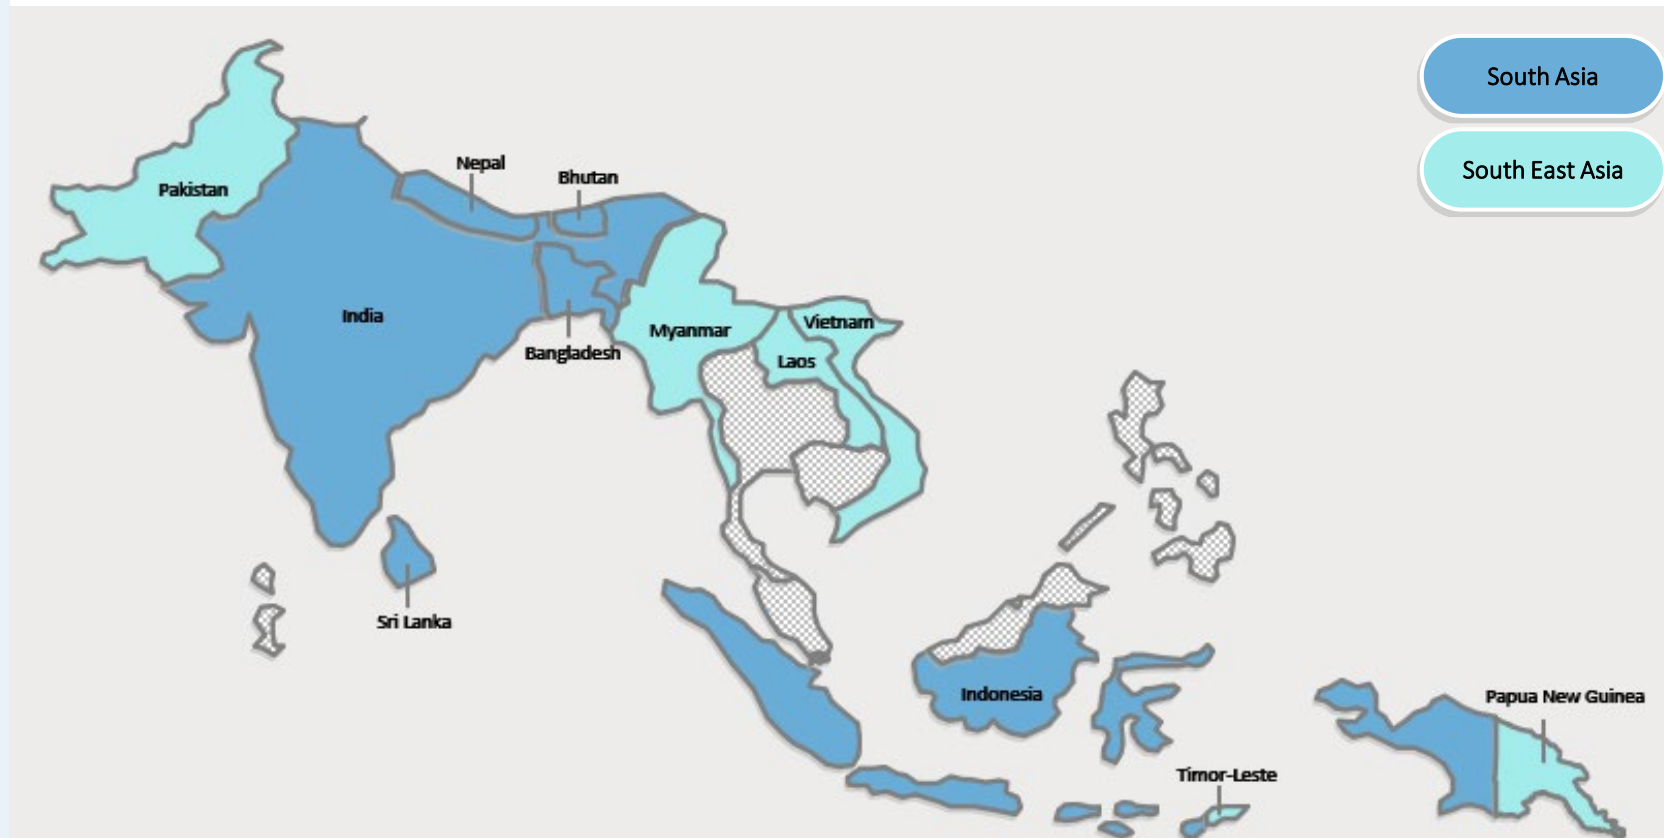 South Asia
South East Asia
Nepal
Bhutan
Pakistan
India
Bangladesh
Myanmar
Vietnam
Laos
Sri Lanka
Indonesia
Papua New Guinea
Timor-Leste